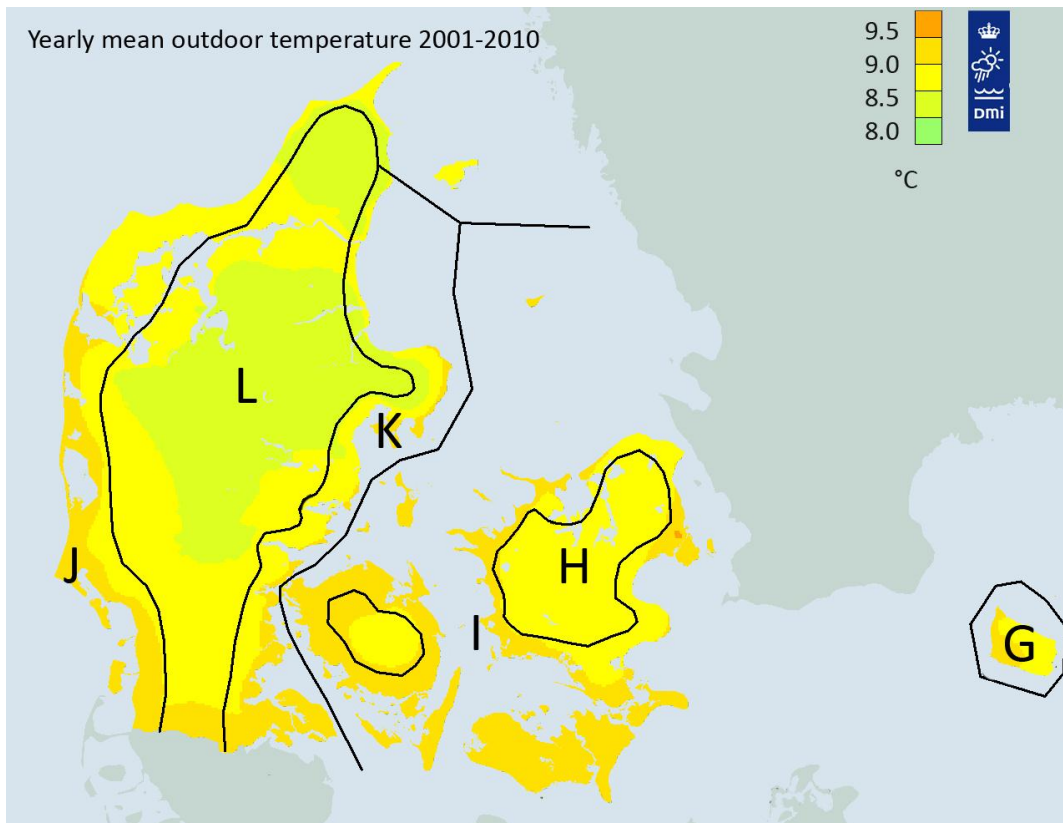 Yearly mean outdoor temperature 2001-2010
9.5
9.0
8.5
8.0
°C
DMi
L
K
J
H
I
G